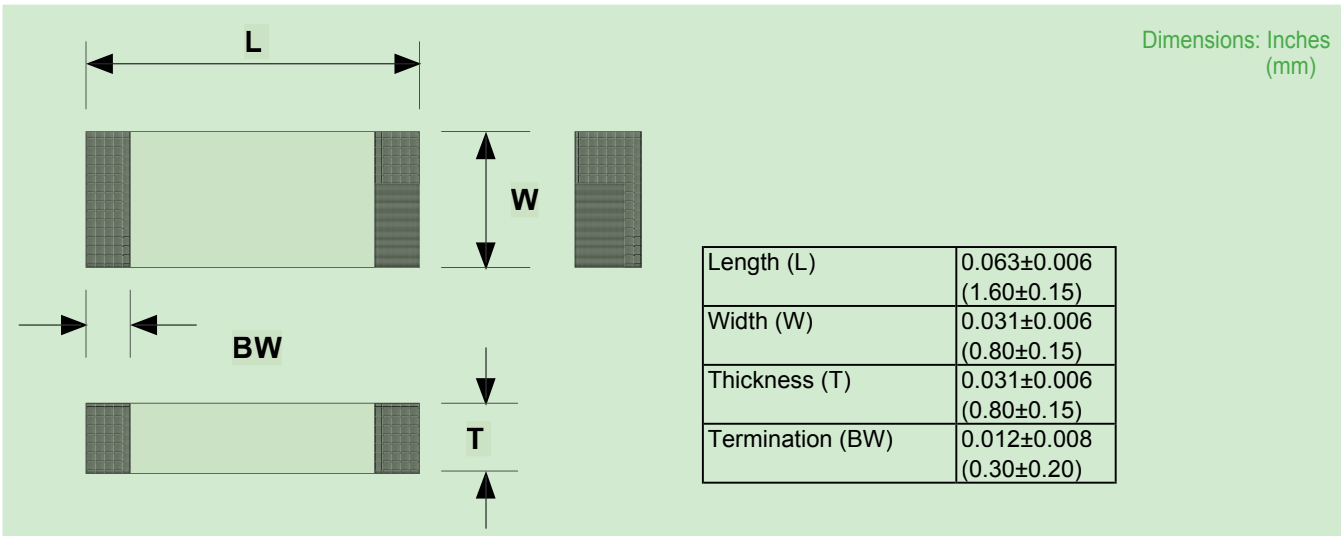 L
Dimensions: Inches
(mm)
W
BW
T
Length (L) 0.063±0.006
(1.60±0.15)
Width (W) 0.031±0.006
(0.80±0.15)
Thickness (T) 0.031±0.006
(0.80±0.15)
Termination (BW) 0.012±0.008
(0.30±0.20)